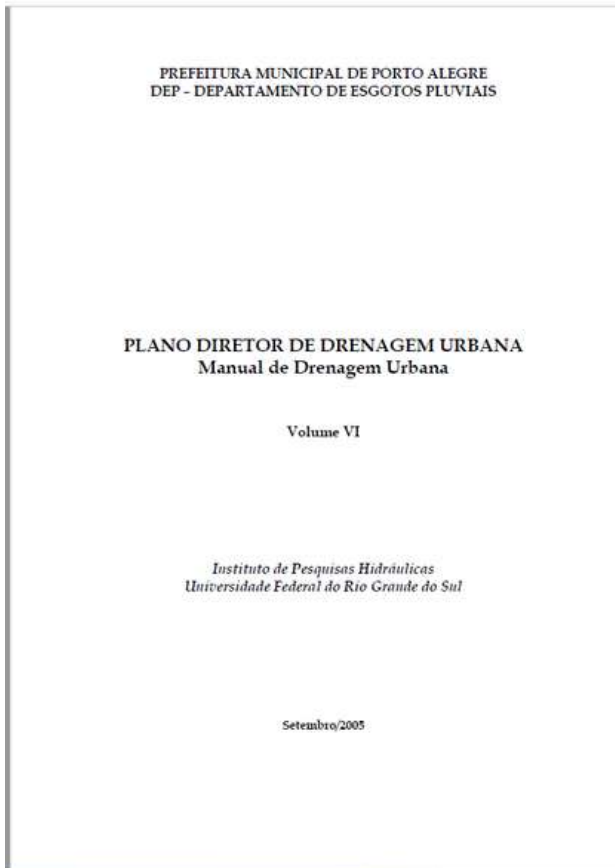 PREFEITURA MUNICIPAL DE PORTO ALEGRE
DEP – DEPARTAMENTO DE ESGOTOS PLUVIAIS
PLANO DIRETOR DE DRENAGEM URBANA
Manual de Drenagem Urbana
Volume VI
Instituto de Pesquisas Hidráulicas
Universidade Federal do Rio Grande do Sul
Setembro/2005